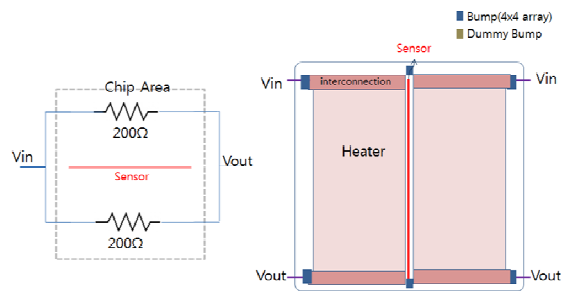 Bump(4x4 array)
Dummy Bump
Chip Area
200Ω
Vin
Vout
Sensor
200Ω
Sensor
Vin
interconnection
Vin
Heater
Vout
Vout